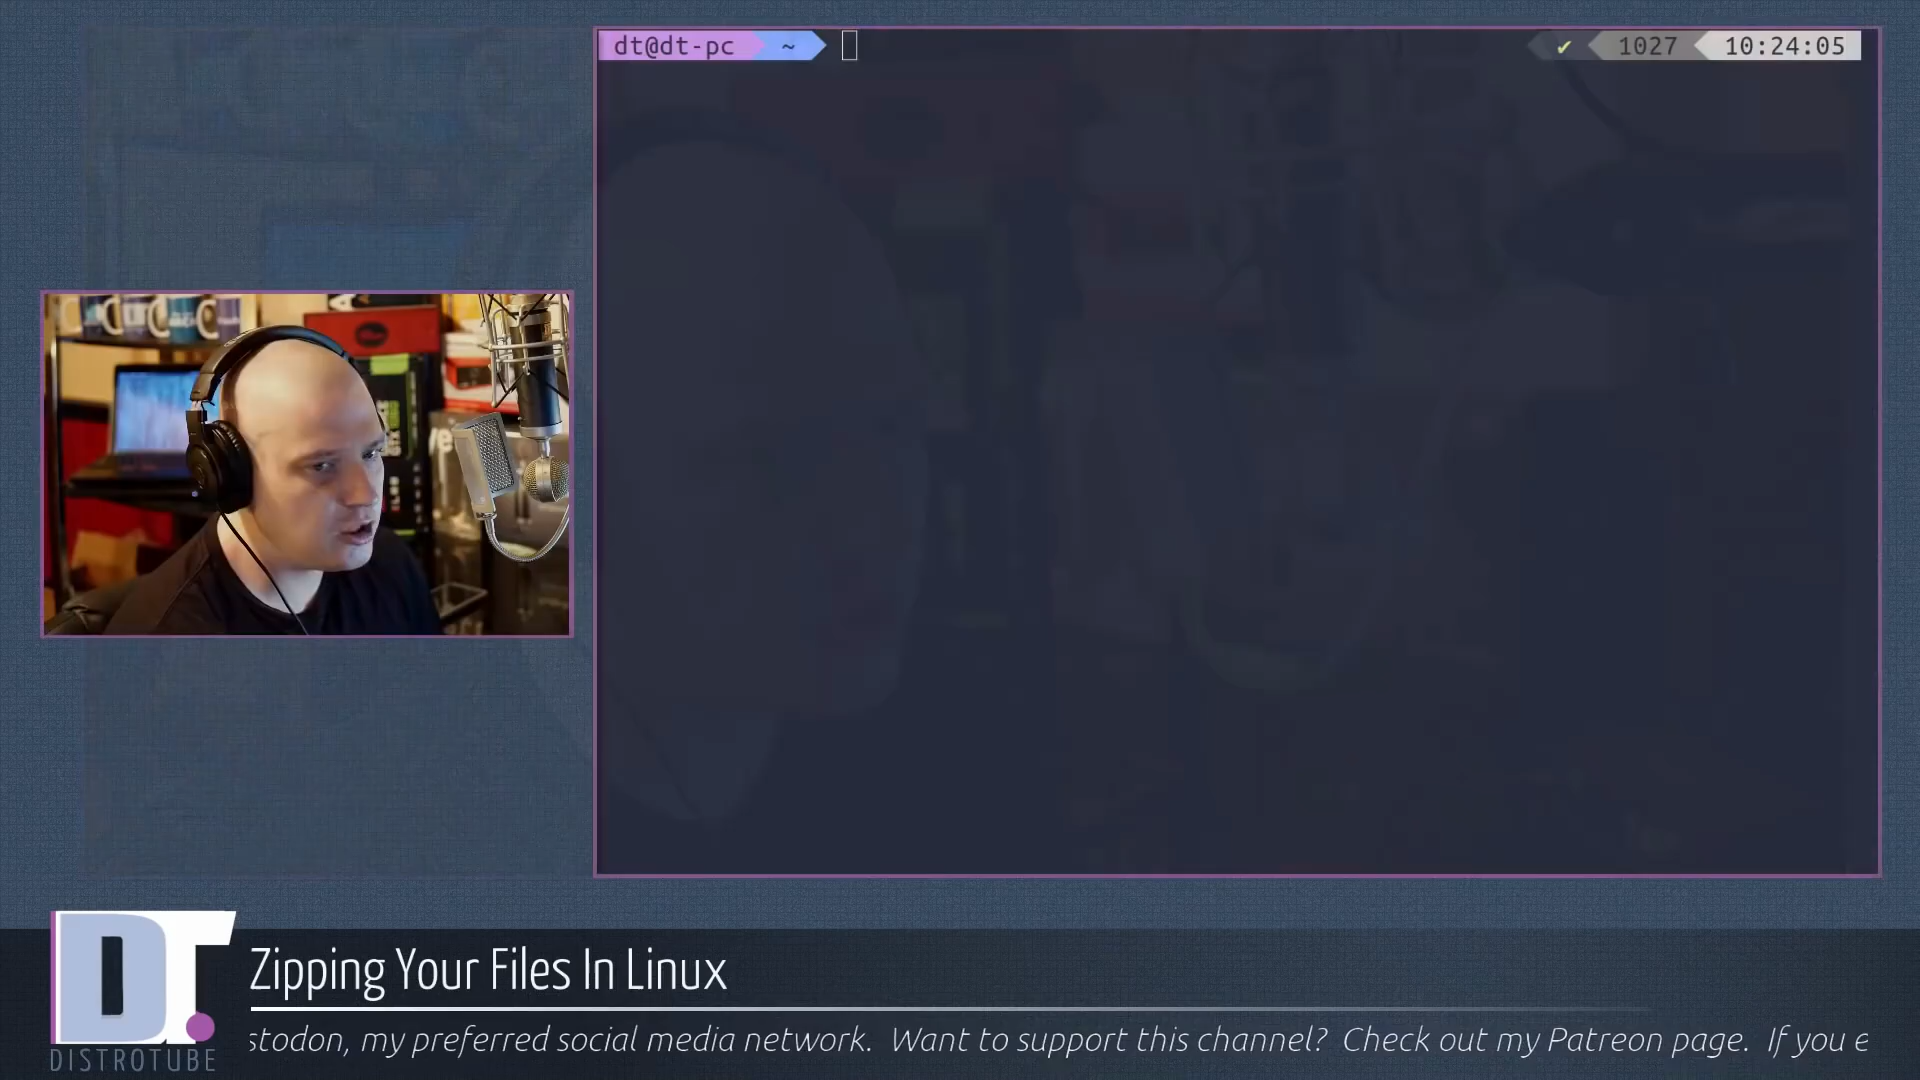 dt@dt-pc ~ ✔ 1027 10:24:05
DT
DISTROTUBE
Zipping Your Files In Linux
stodon, my preferred social media network. Want to support this channel? Check out my Patreon page. If you e